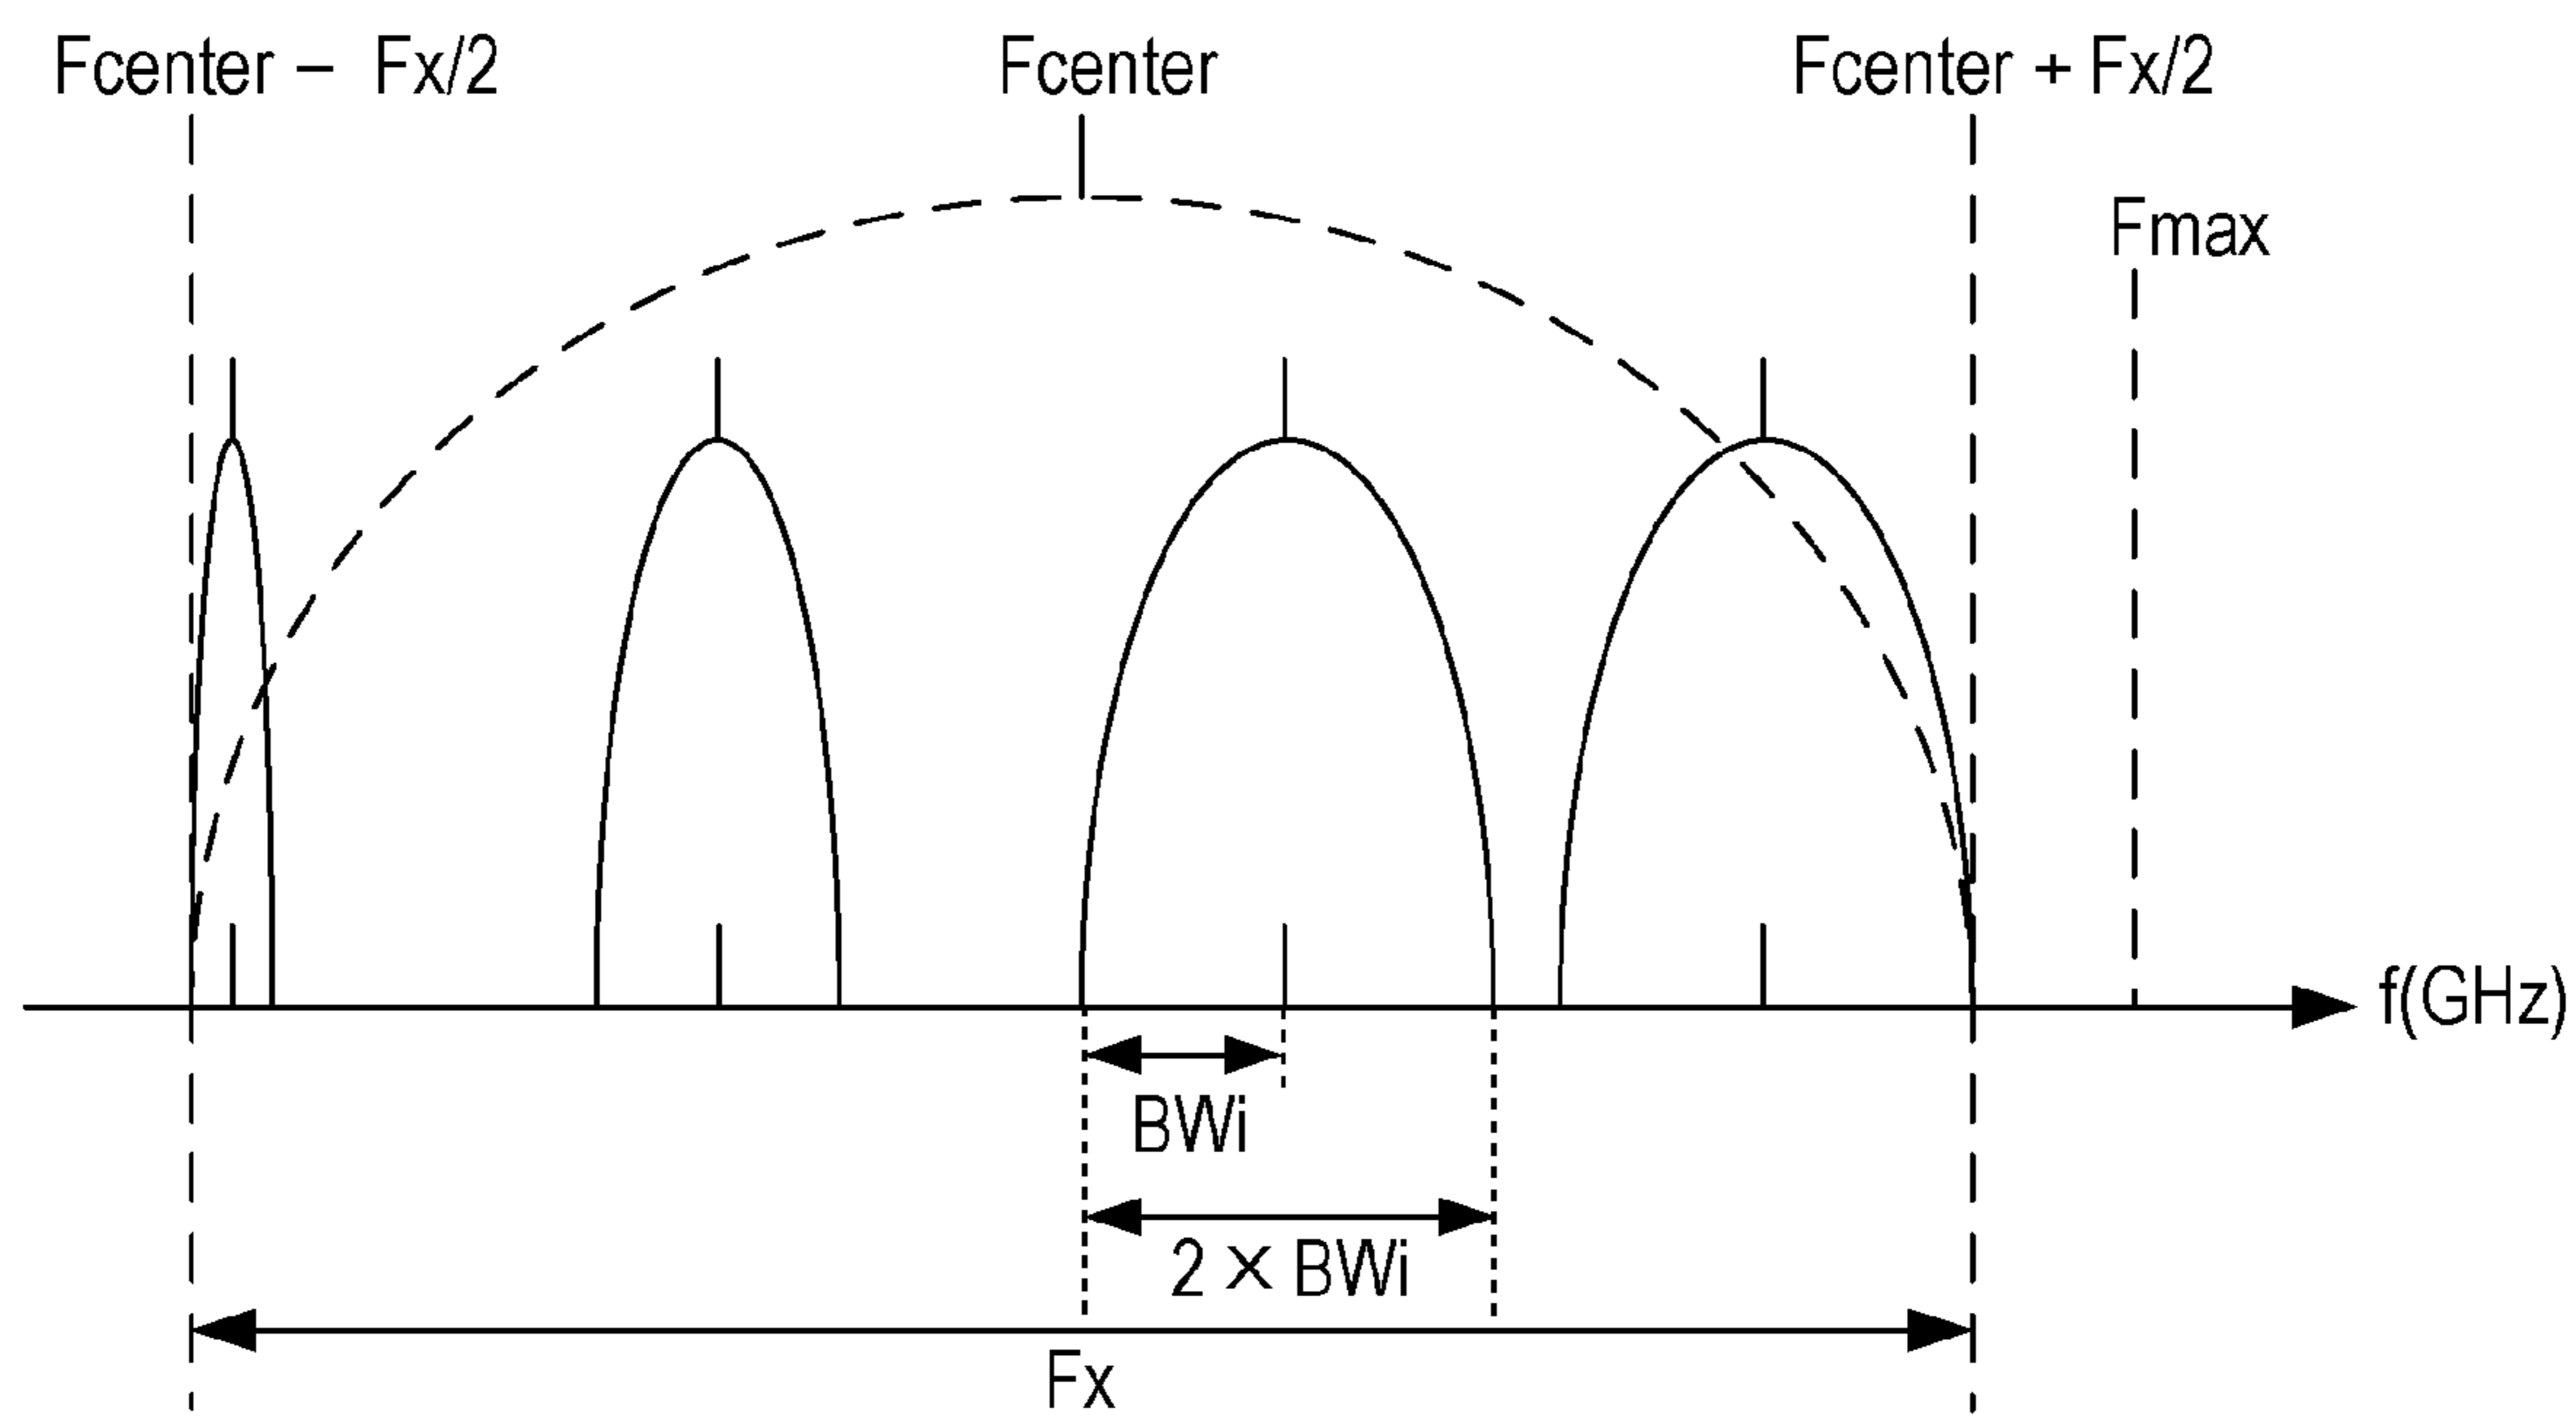 Fcenter – Fx/2
Fcenter
Fcenter + Fx/2
Fmax
f(GHz)
BWi
2 × BWi
Fx